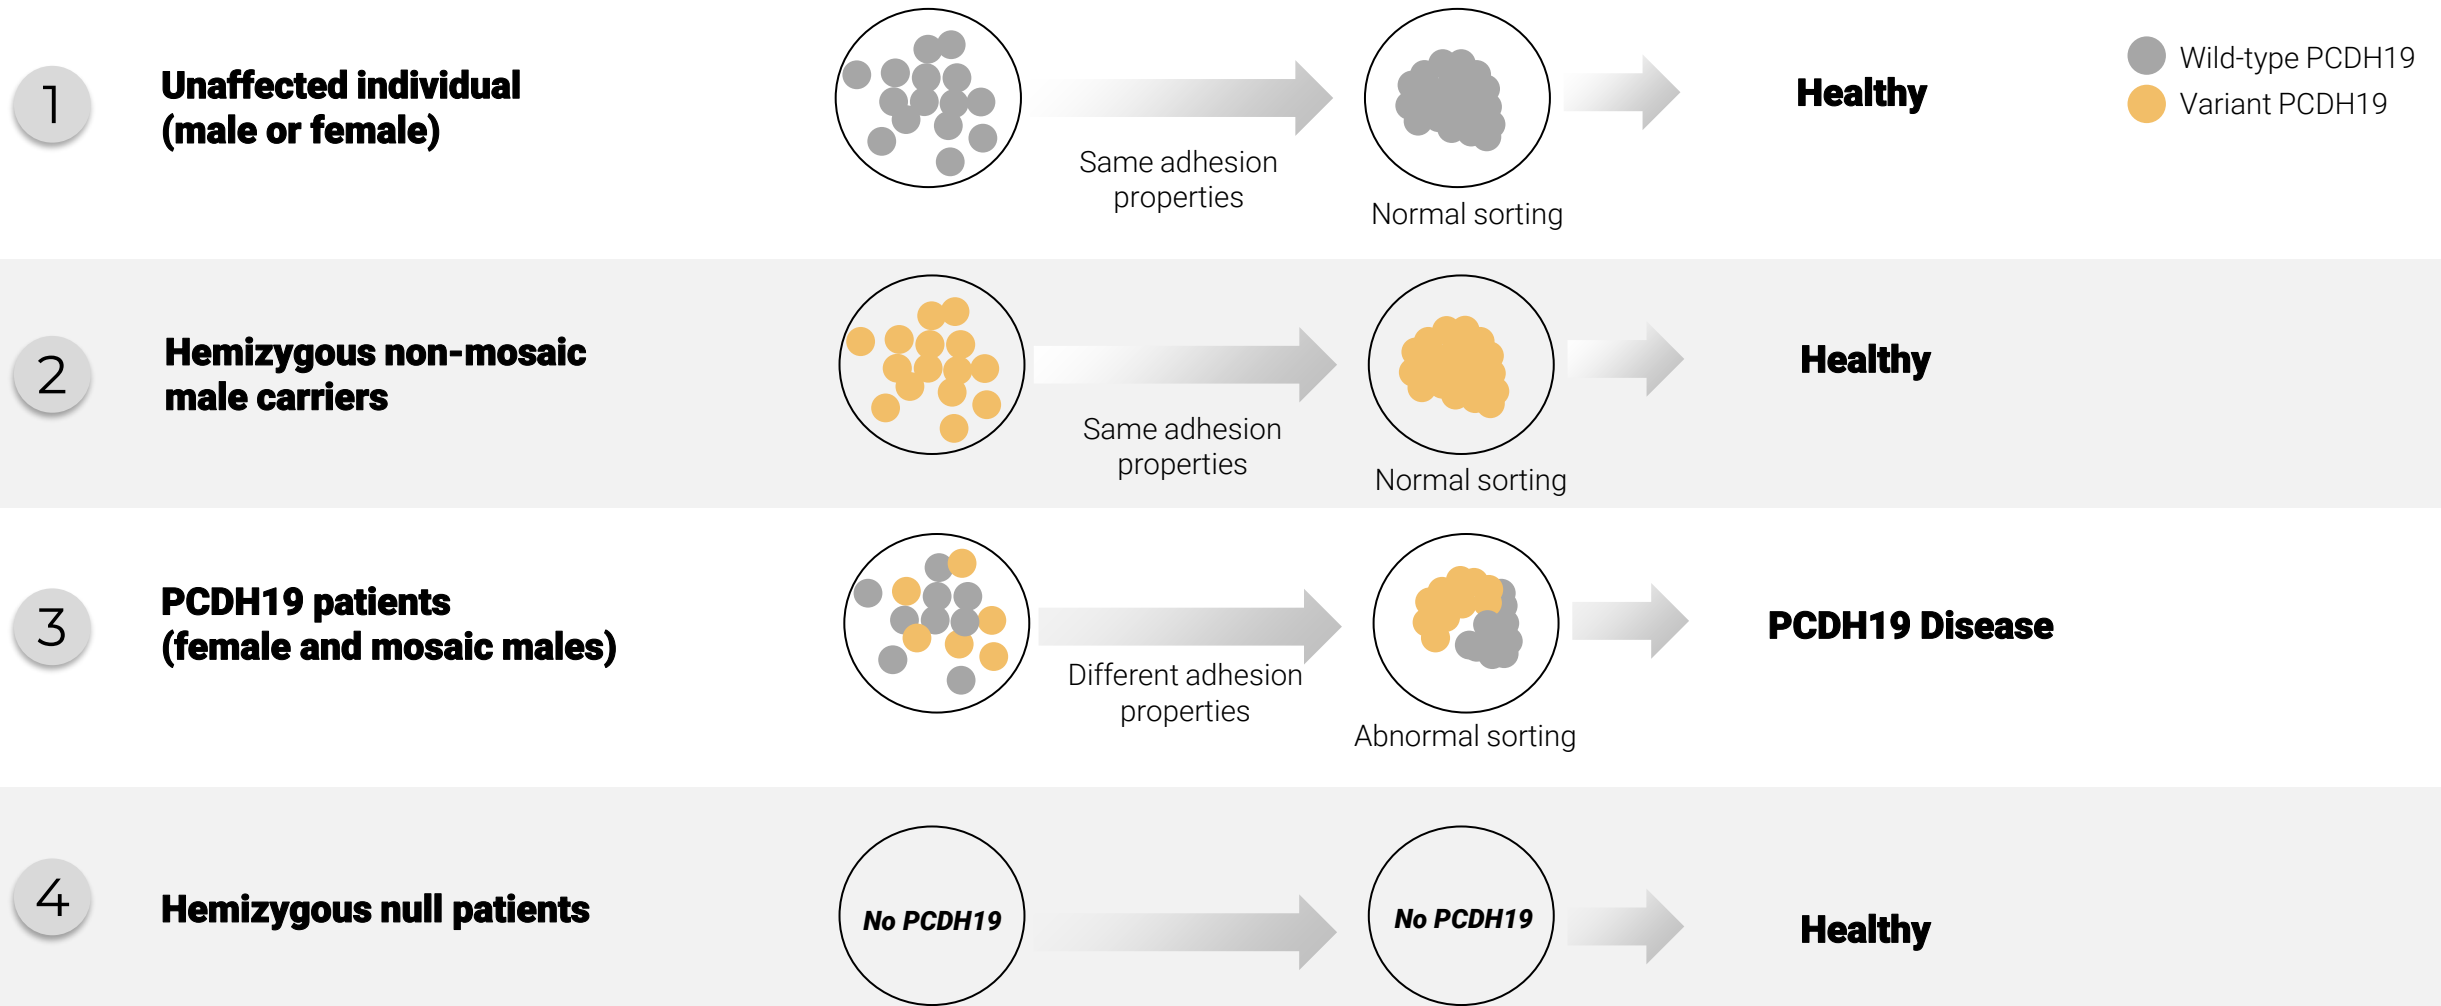 1
Unaffected individual
(male or female)
Same adhesion
properties
Normal sorting
Healthy
Wild-type PCDH19
Variant PCDH19
2
Hemizygous non-mosaic
male carriers
Same adhesion
properties
Normal sorting
Healthy
3
PCDH19 patients
(female and mosaic males)
Different adhesion
properties
Abnormal sorting
PCDH19 Disease
4
Hemizygous null patients
No PCDH19
No PCDH19
Healthy